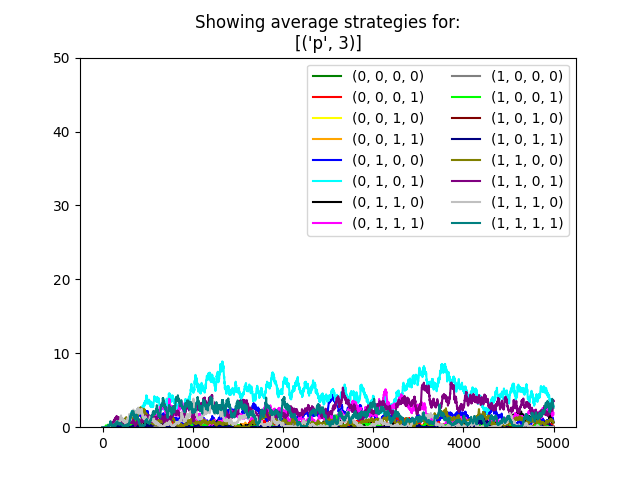 Showing average strategies for:
[('p', 3)]
50
40
30
20
10
0
(0, 0, 0, 0)
(0, 0, 0, 1)
(0, 0, 1, 0)
(0, 0, 1, 1)
(0, 1, 0, 0)
(0, 1, 0, 1)
(0, 1, 1, 0)
(0, 1, 1, 1)
(1, 0, 0, 0)
(1, 0, 0, 1)
(1, 0, 1, 0)
(1, 0, 1, 1)
(1, 1, 0, 0)
(1, 1, 0, 1)
(1, 1, 1, 0)
(1, 1, 1, 1)
0 1000 2000 3000 4000 5000